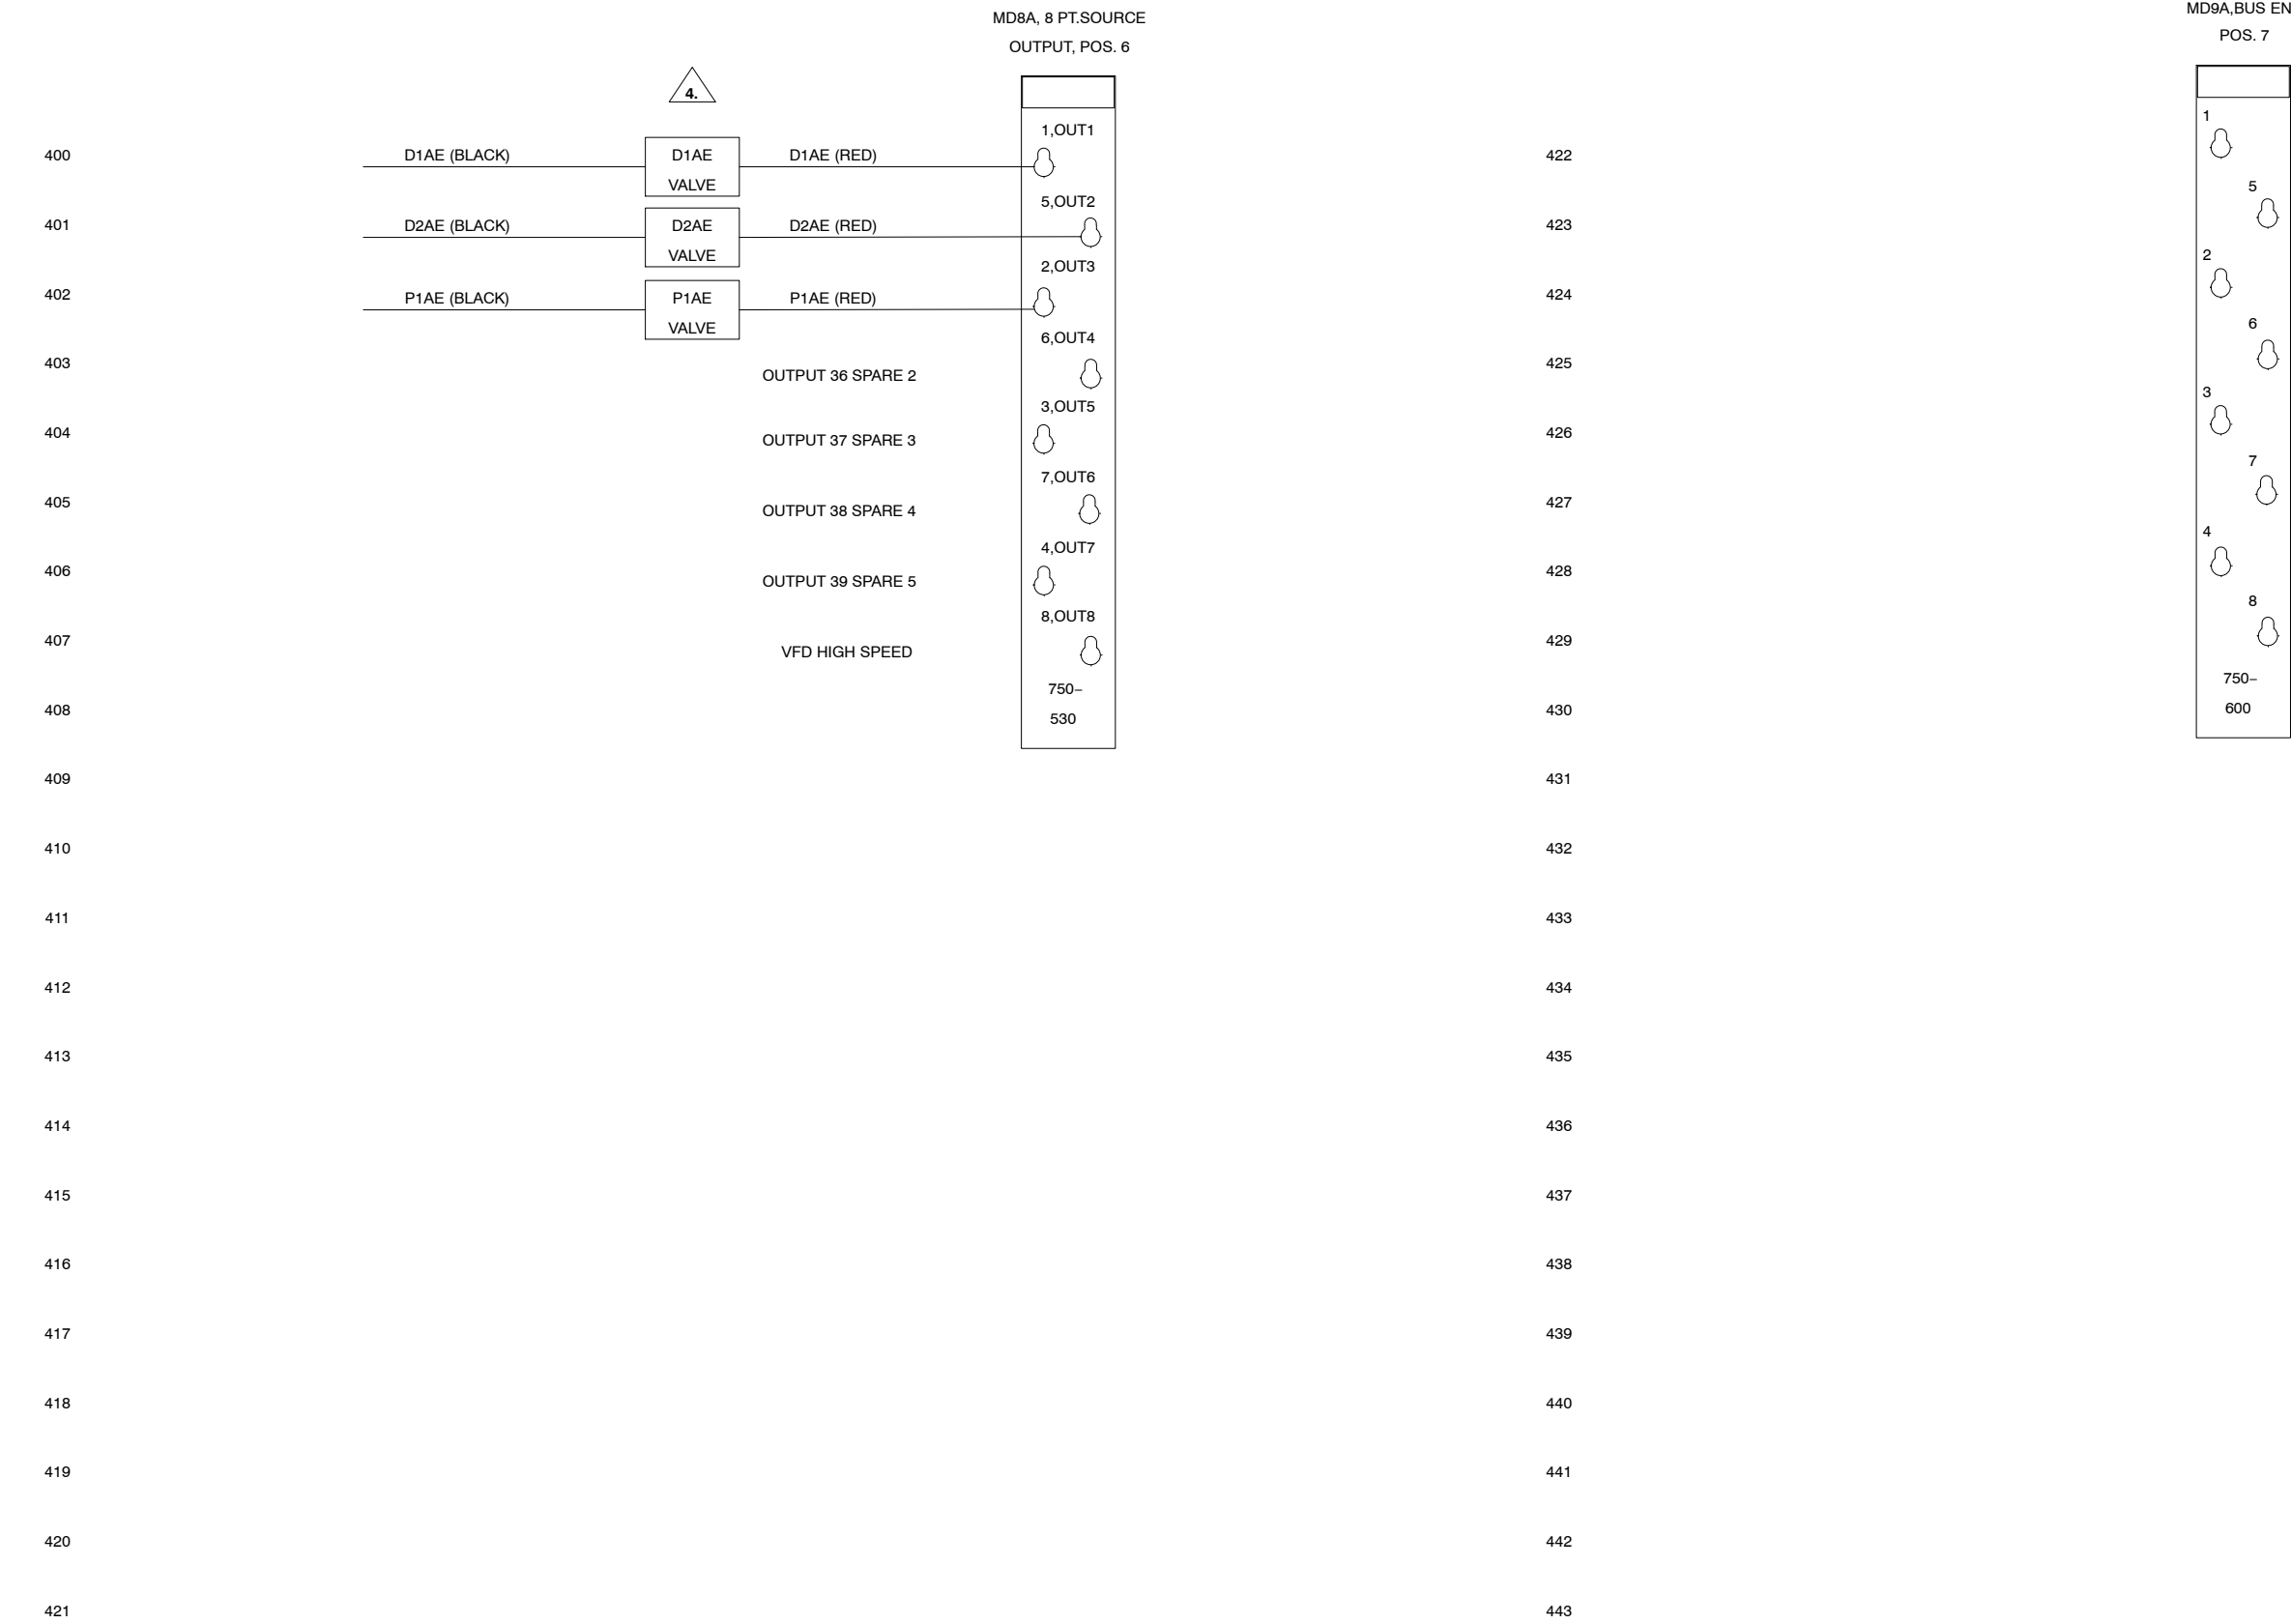 MD8A, 8 PT.SOURCE
OUTPUT, POS. 6
4.
400
D1AE (BLACK)
D1AE
VALVE
D1AE (RED)
1,OUT1
401
D2AE (BLACK)
D2AE
VALVE
D2AE (RED)
5,OUT2
402
P1AE (BLACK)
P1AE
VALVE
P1AE (RED)
2,OUT3
403
OUTPUT 36 SPARE 2
6,OUT4
404
OUTPUT 37 SPARE 3
3,OUT5
405
OUTPUT 38 SPARE 4
7,OUT6
406
OUTPUT 39 SPARE 5
4,OUT7
407
VFD HIGH SPEED
8,OUT8
408
750–
530
409
410
411
412
413
414
415
416
417
418
419
420
421
MD9A,BUS EN
POS. 7
422
1
423
5
424
2
425
6
426
3
427
7
428
4
429
8
430
750–
600
431
432
433
434
435
436
437
438
439
440
441
442
443